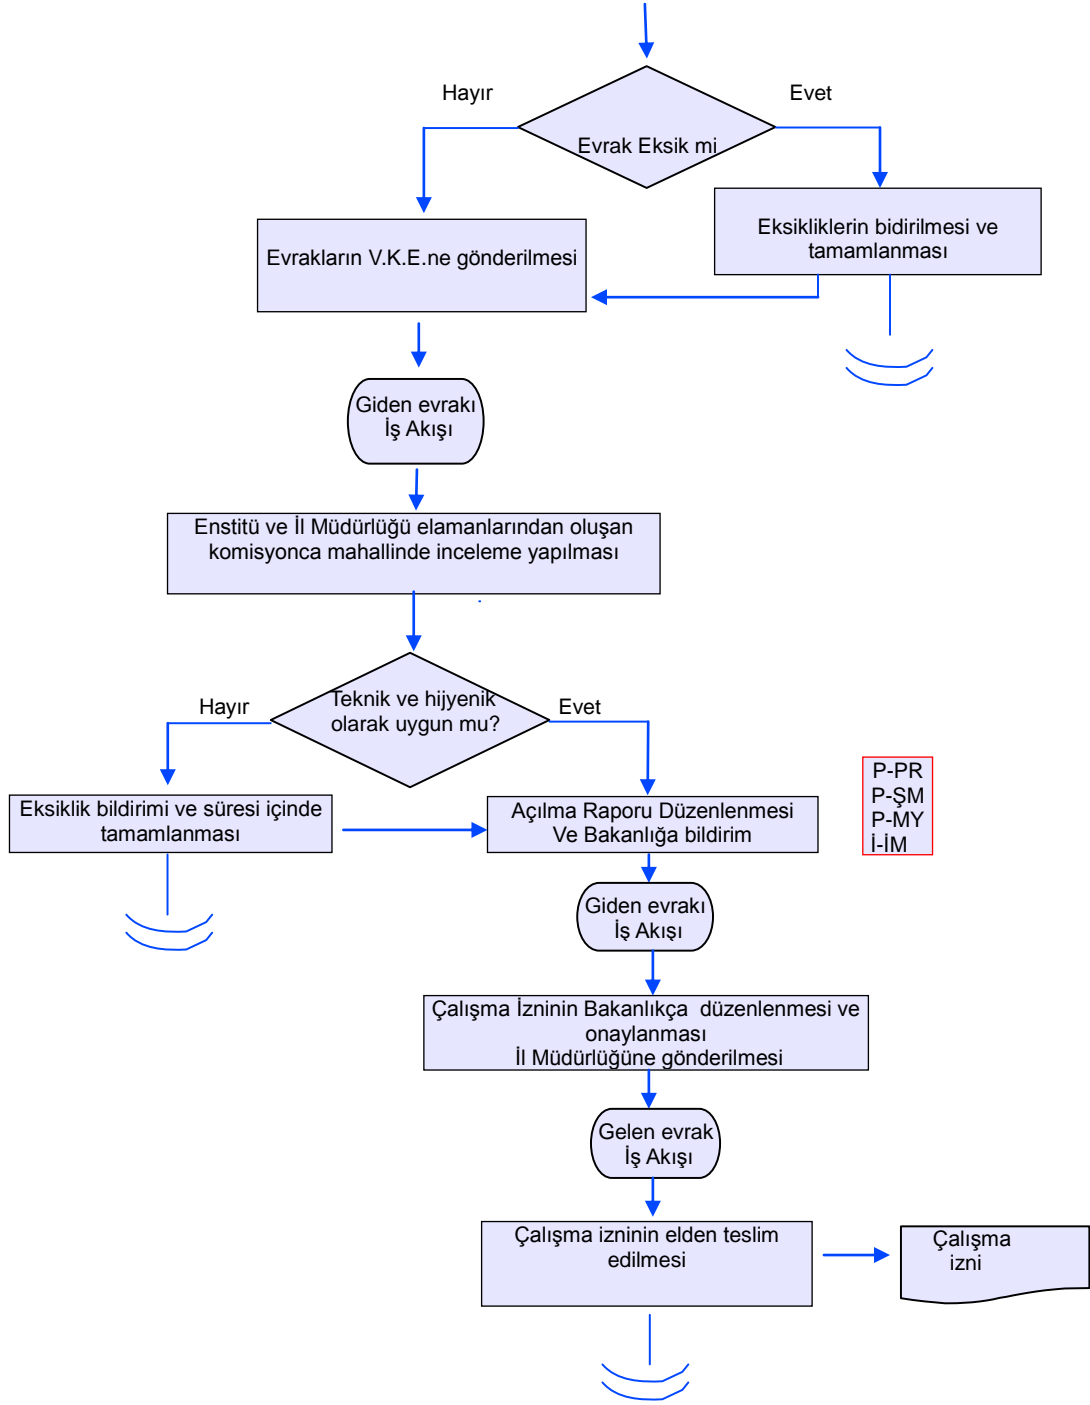 Hayır
Evet
Evrak Eksik mi
Eksikliklerin bidirilmesi ve
tamamlanması
Evrakların V.K.E.ne gönderilmesi
Giden evrakı
İş Akışı
Enstitü ve İl Müdürlüğü elamanlarından oluşan
komisyonca mahallinde inceleme yapılması
Hayır
Teknik ve hijyenik
olarak uygun mu?
Evet
Eksiklik bildirimi ve süresi içinde
tamamlanması
Açılma Raporu Düzenlenmesi
Ve Bakanlığa bildirim
P-PR
P-ŞM
P-MY
İ-İM
Giden evrakı
İş Akışı
Çalışma İzninin Bakanlıkça  düzenlenmesi ve
onaylanması
İl Müdürlüğüne gönderilmesi
Gelen evrak
İş Akışı
Çalışma izninin elden teslim
edilmesi
Çalışma
izni